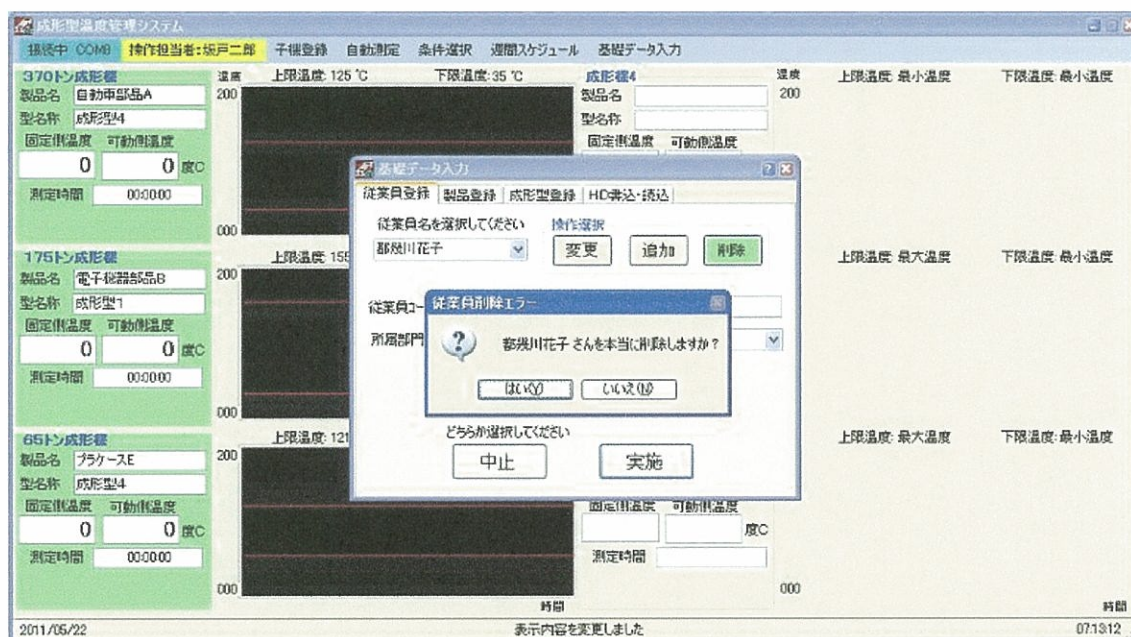 成形型温度管理システム
接続中 COM8 操作担当者:坂戸二郎 子機登録 自動測定 条件選択 週間スケジュール 基礎データ入力
370トン成形機
製品名 自動車部品A
型名称 成形型4
固定側温度 可動側温度
0 0 度C
測定時間 00:00:00
温度 上限温度: 125 ℃ 下限温度:35 ℃
200
000
成形機4
製品名
型名称
固定側温度 可動側温度
温度 上限温度: 最小温度 下限温度: 最小温度
200
175トン成形機
製品名 電子機器部品B
型名称 成形型1
固定側温度 可動側温度
0 0 度C
測定時間 00:00:00
上限温度: 155
200
000
上限温度: 最大温度 下限温度: 最小温度
65トン成形機
製品名 プラケースE
型名称 成形型4
固定側温度 可動側温度
0 0 度C
測定時間 00:00:00
上限温度: 121
200
000
時間
固定側温度 可動側温度
度C
測定時間
上限温度: 最大温度 下限温度: 最小温度
000
時間
基礎データ入力
従業員登録 製品登録 成形型登録 HD書込・読込
従業員名を選択してください 操作選択
都幾川花子 変更 追加 削除
従業員コー
所属部門
従業員削除エラー
都幾川花子 さんを本当に削除しますか?
はい(Y) いいえ(N)
どちらか選択してください
中止 実施
2011/05/22 表示内容を変更しました 07:13:12